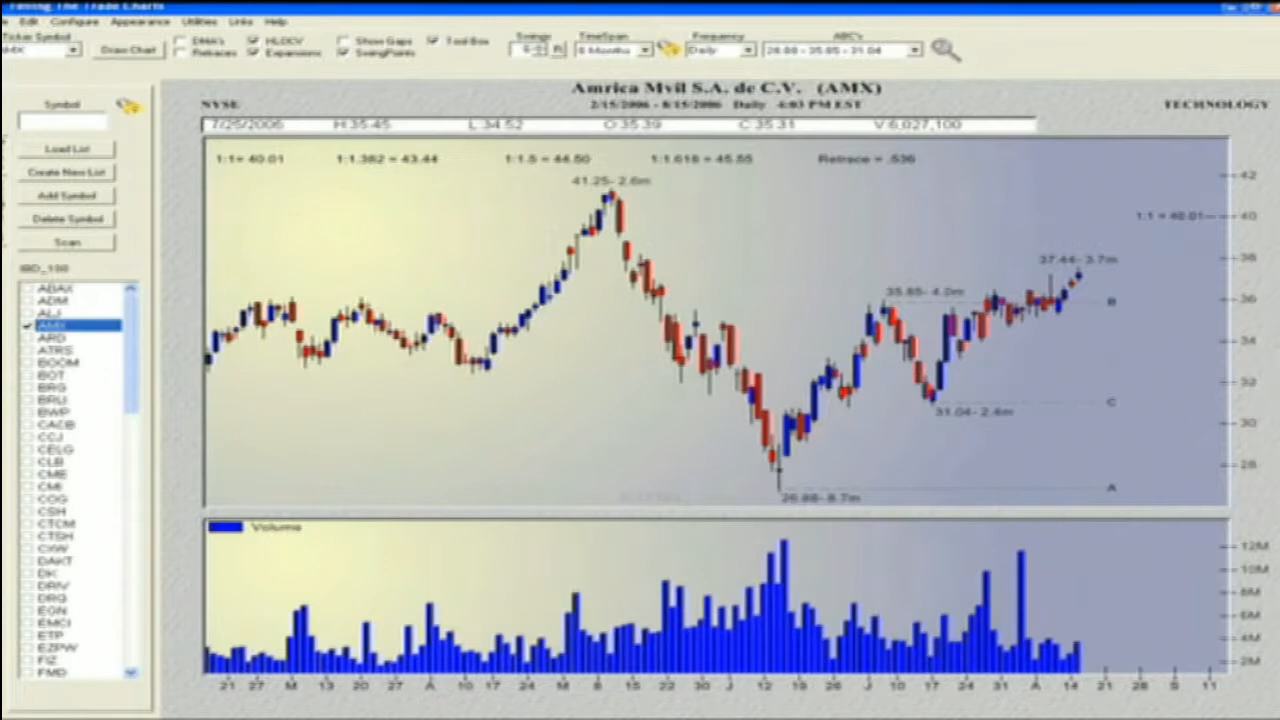 Timing The Trade Charts
Edit Configure Appearance Utilities Links Help
Ticker Symbol
AMX
Draw Chart
DMA's
Retraces
HLOCV
Expansions
Show Gaps
SwingPoints
Tool Box
Swings
TimeSpan
6 Months
Frequency
Daily
ABC's
26.88 - 35.85 - 31.04
Symbol
Load List
Create New List
Add Symbol
Delete Symbol
Scan
IBD_100
ABAX
ADM
ALJ
AMX
ARD
ATRS
BOOM
BOT
BRG
BRLI
BWP
CACB
CCJ
CELG
CLB
CME
CMI
COG
CSH
CTCM
CTSH
CXW
DAKT
DK
DRIV
DRQ
EON
EMCI
ETP
EZPW
FIZ
FMD
Amrica Mvil S.A. de C.V. (AMX)
NYSE
2/15/2006 - 8/15/2006 Daily 4:03 PM EST
TECHNOLOGY
7/25/2006 H:35.45 L:34.52 O:35.39 C:35.31 V:6,027,100
1:1= 40.01 1:1.382 = 43.44 1:1.5 = 44.50 1:1.618 = 45.55 Retrace = .536
41.25- 2.6m
37.44- 3.7m
35.85- 4.0m
31.04- 2.4m
26.88- 8.7m
1:1 = 40.01
B
C
A
42
40
38
36
34
32
30
28
Volume
12M
10M
8M
6M
4M
2M
21 27 M 13 20 27 A 10 17 24 M 8 15 22 30 J 12 19 26 J 10 17 24 31 A 14 21 28 S 11